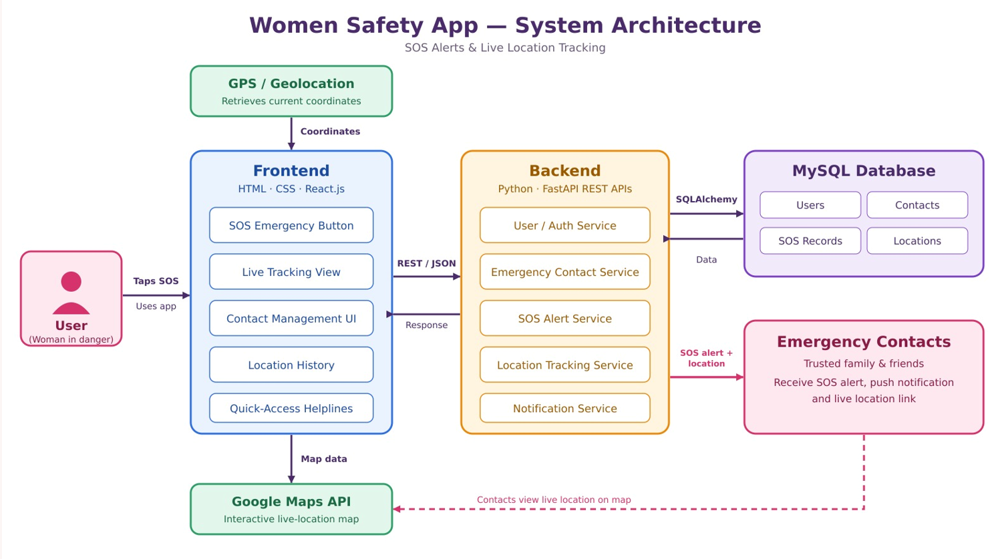 Women Safety App — System Architecture
SOS Alerts & Live Location Tracking
GPS / Geolocation
Retrieves current coordinates
Coordinates
User
(Woman in danger)
Taps SOS
Uses app
Frontend
HTML · CSS · React.js
SOS Emergency Button
Live Tracking View
Contact Management UI
Location History
Quick-Access Helplines
REST / JSON
Response
Backend
Python · FastAPI REST APIs
User / Auth Service
Emergency Contact Service
SOS Alert Service
Location Tracking Service
Notification Service
SQLAlchemy
Data
MySQL Database
Users
Contacts
SOS Records
Locations
SOS alert +
location
Emergency Contacts
Trusted family & friends
Receive SOS alert, push notification
and live location link
Map data
Google Maps API
Interactive live-location map
Contacts view live location on map